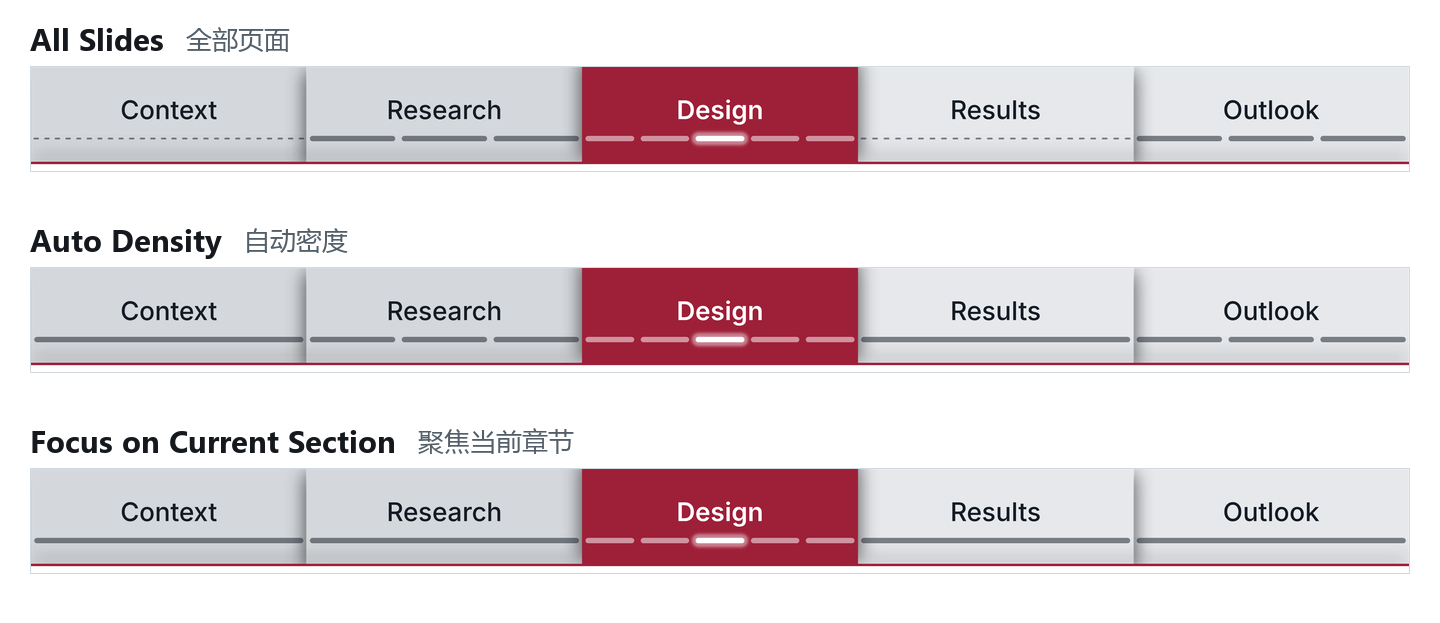 All Slides 全部页面
Context Research Design Results Outlook
Auto Density 自动密度
Context Research Design Results Outlook
Focus on Current Section 聚焦当前章节
Context Research Design Results Outlook